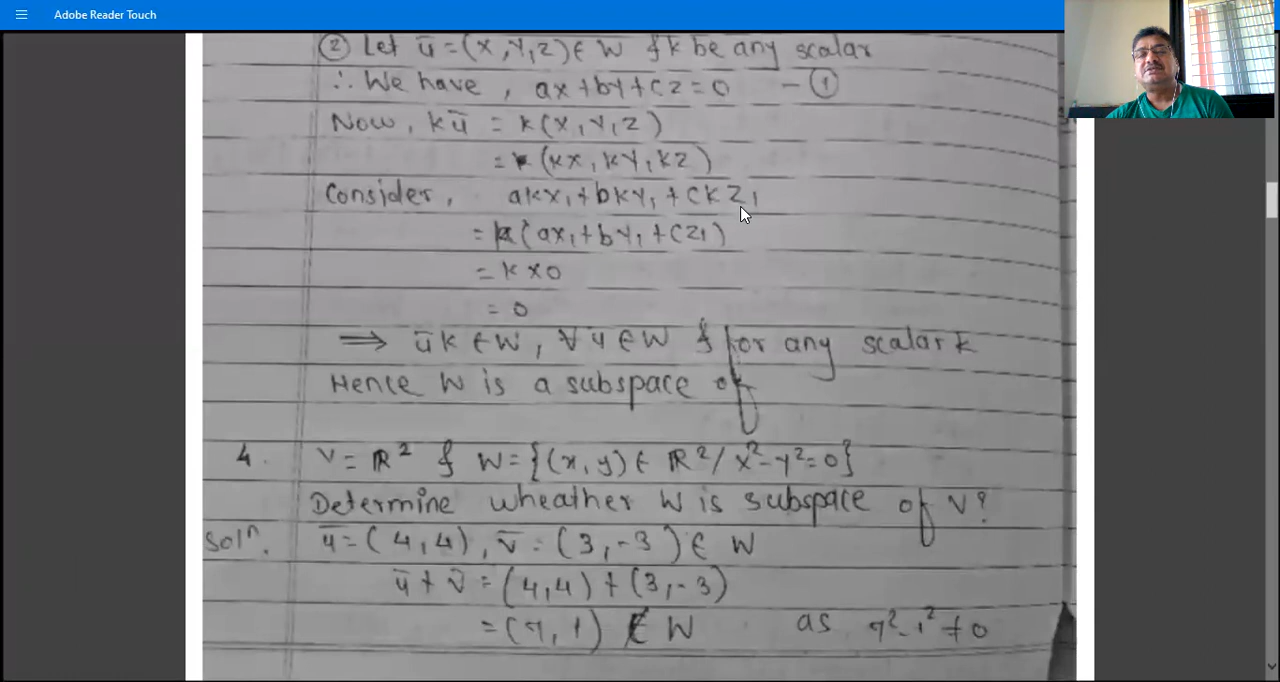 Adobe Reader Touch
② Let ū = (x, y, z) ∈ W & k be any scalar
∴ We have, ax + by + cz = 0 — ①
Now, kū = k(x, y, z)
= (kx, ky, kz)
Consider, akx₁ + bky₁ + ckz₁
= k(ax₁ + by₁ + cz₁)
= k × 0
= 0
⟹ ūk ∈ W, ∀ u ∈ W & for any scalar k
Hence W is a subspace of
4. V = ℝ² & W = {(x, y) ∈ ℝ² / x² - y² = 0}
Determine wheather W is subspace of V?
Solⁿ. ū = (4, 4), v̄ = (3, -3) ∈ W
ū + v̄ = (4, 4) + (3, -3)
= (7, 1) ∉ W as 7² - 1² ≠ 0